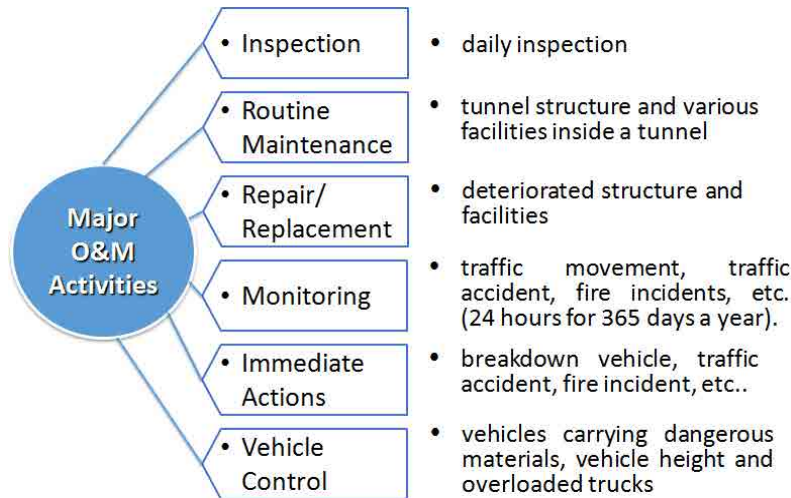 Major
O&M
Activities
• Inspection
• daily inspection
• Routine
Maintenance
• tunnel structure and various
facilities inside a tunnel
• Repair/
Replacement
• deteriorated structure and
facilities
• Monitoring
• traffic movement, traffic
accident, fire incidents, etc.
(24 hours for 365 days a year).
• Immediate
Actions
• breakdown vehicle, traffic
accident, fire incident, etc..
• Vehicle
Control
• vehicles carrying dangerous
materials, vehicle height and
overloaded trucks